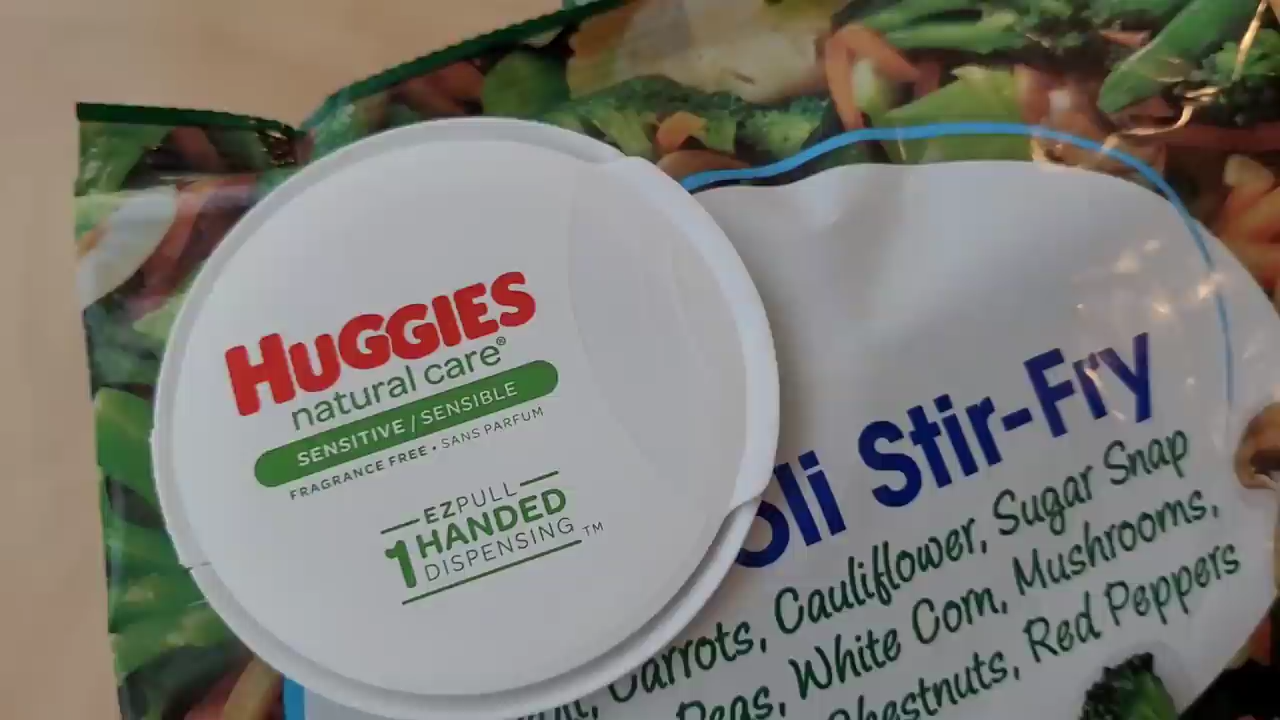 HUGGIES
natural care®
SENSITIVE / SENSIBLE
FRAGRANCE FREE • SANS PARFUM
EZPULL
1 HANDED
DISPENSING™
Stir-Fry
Carrots, Cauliflower, Sugar Snap
Peas, White Corn, Mushrooms,
Chestnuts, Red Peppers